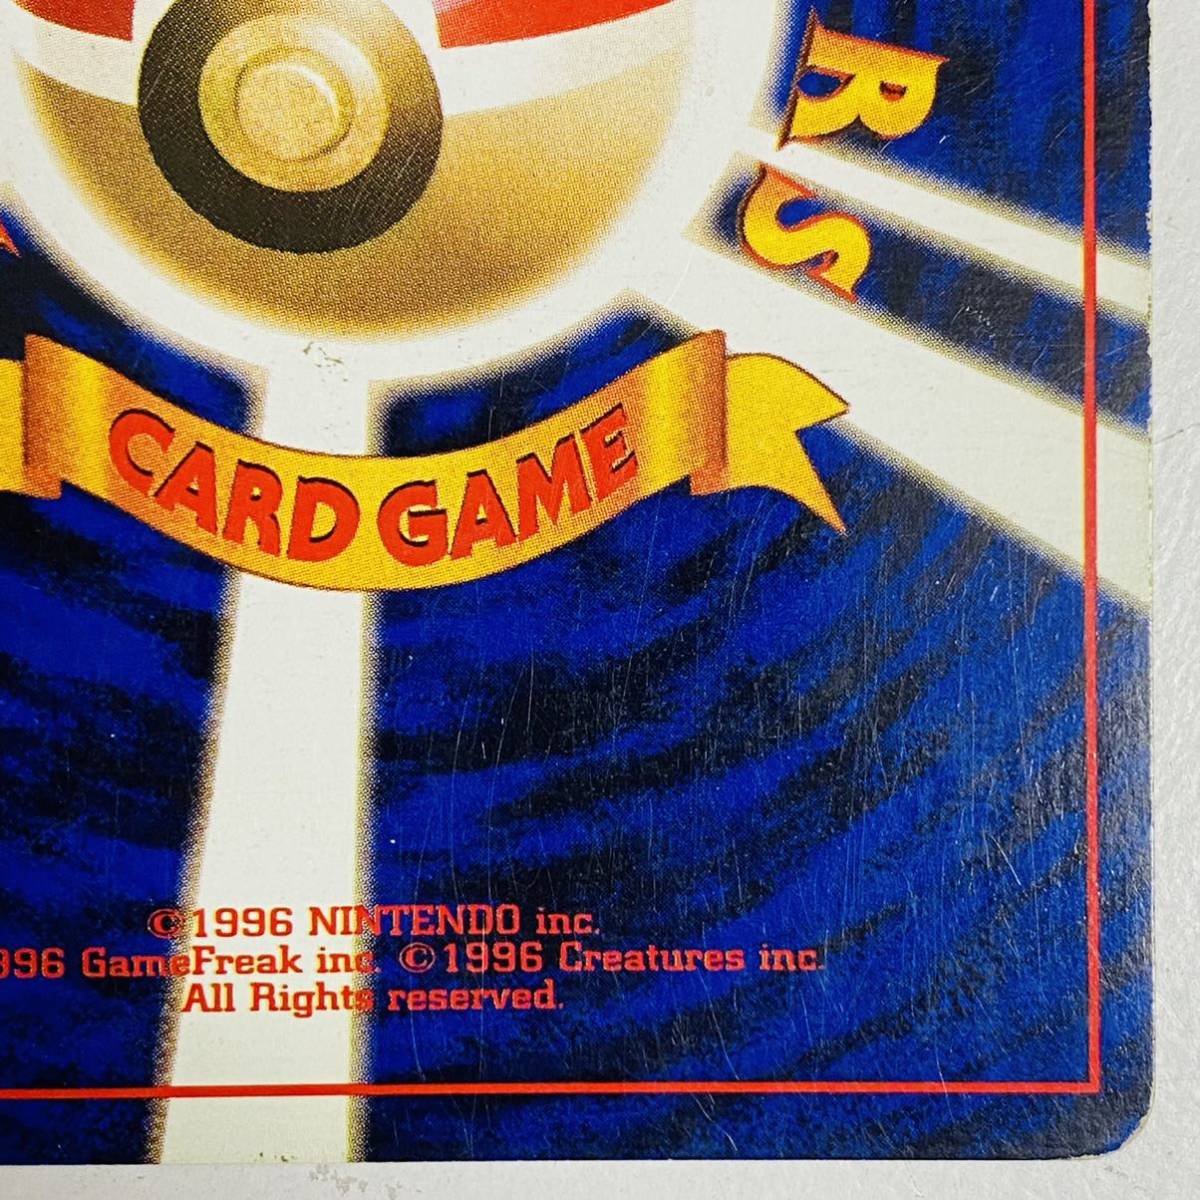 RS
CARD GAME
©1996 NINTENDO inc.
996 GameFreak inc. ©1996 Creatures inc.
All Rights reserved.